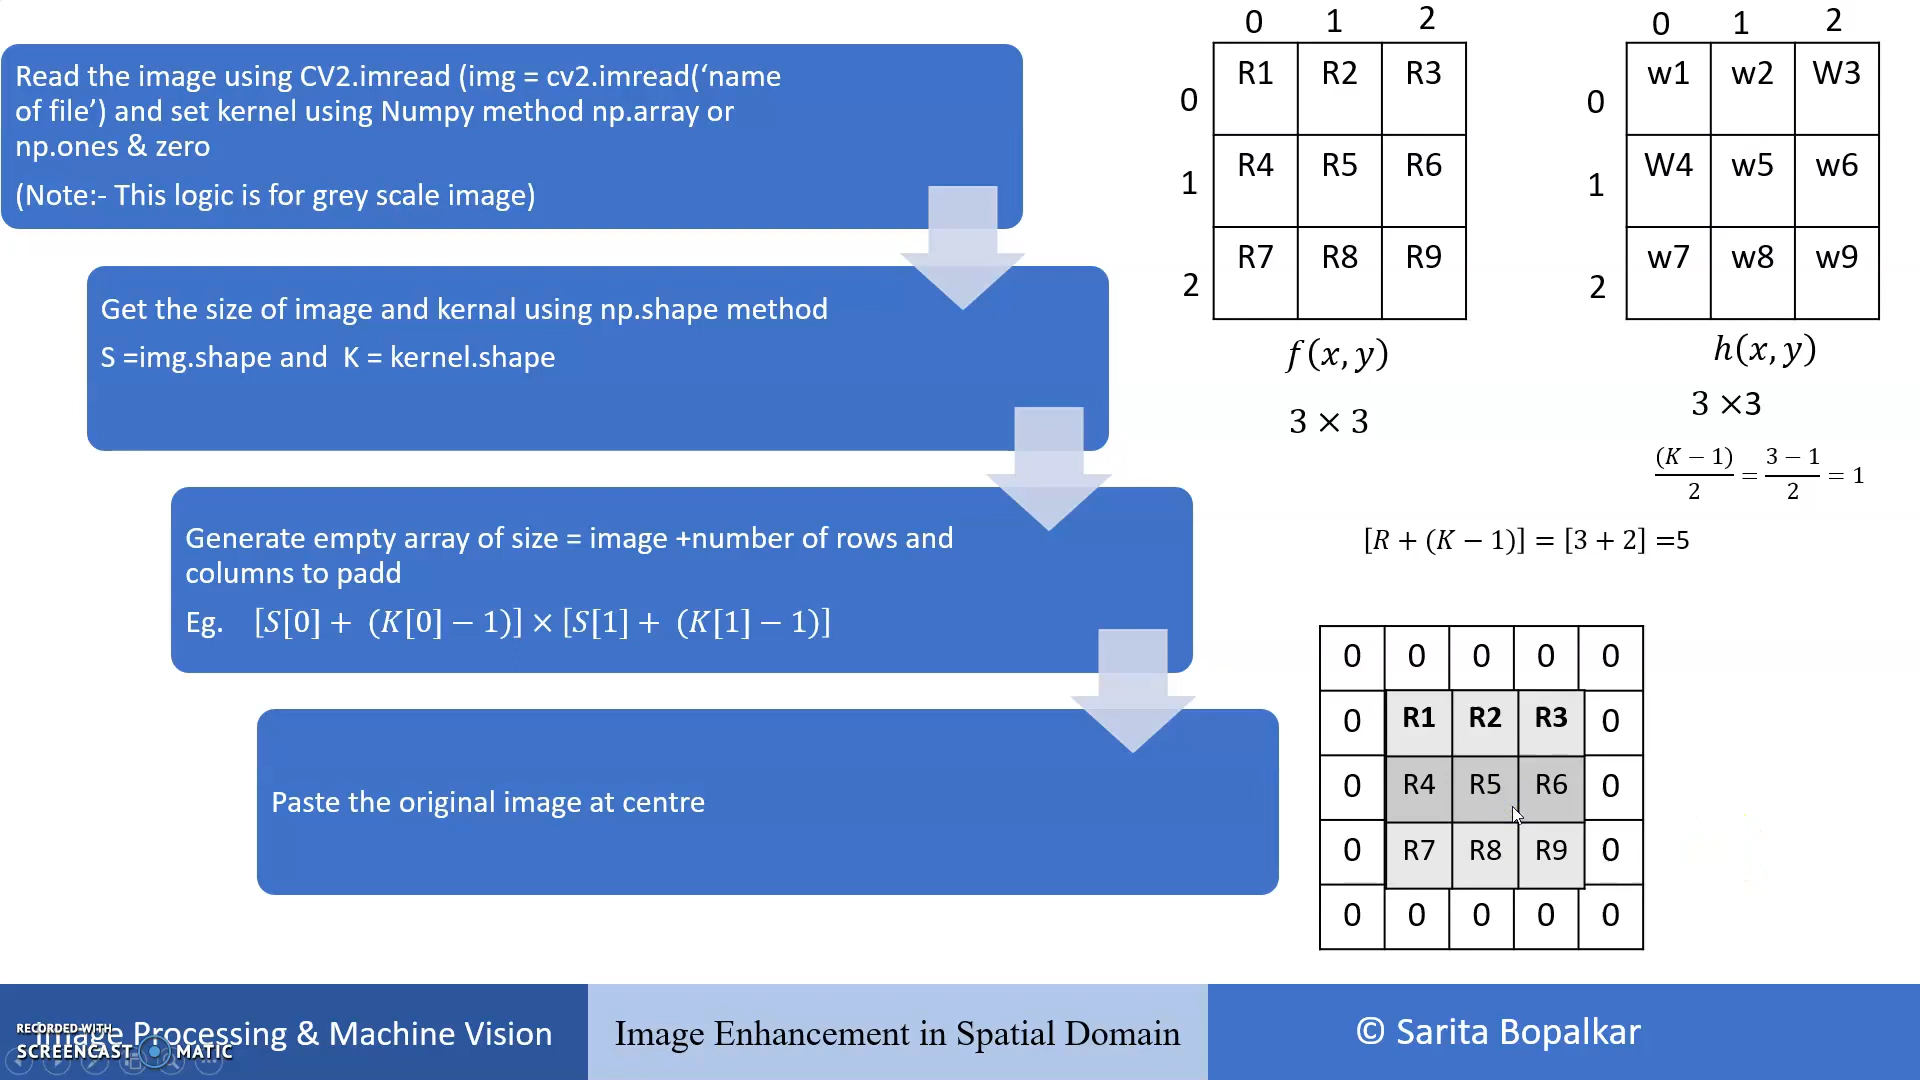 Read the image using CV2.imread (img = cv2.imread(‘name
of file’) and set kernel using Numpy method np.array or
np.ones & zero
(Note:- This logic is for grey scale image)
Get the size of image and kernal using np.shape method
S =img.shape and K = kernel.shape
Generate empty array of size = image +number of rows and
columns to padd
Eg. [S[0] + (K[0] − 1)] × [S[1] + (K[1] − 1)]
Paste the original image at centre
0 1 2
0 R1 R2 R3
1 R4 R5 R6
2 R7 R8 R9
f(x, y)
3 × 3
0 1 2
0 w1 w2 W3
1 W4 w5 w6
2 w7 w8 w9
h(x, y)
3 ×3
(K − 1)/2 = 3 − 1/2 = 1
[R + (K − 1)] = [3 + 2] =5
0 0 0 0 0
0 R1 R2 R3 0
0 R4 R5 R6 0
0 R7 R8 R9 0
0 0 0 0 0
Image Processing & Machine Vision
RECORDED WITH
SCREENCAST MATIC
Image Enhancement in Spatial Domain
© Sarita Bopalkar